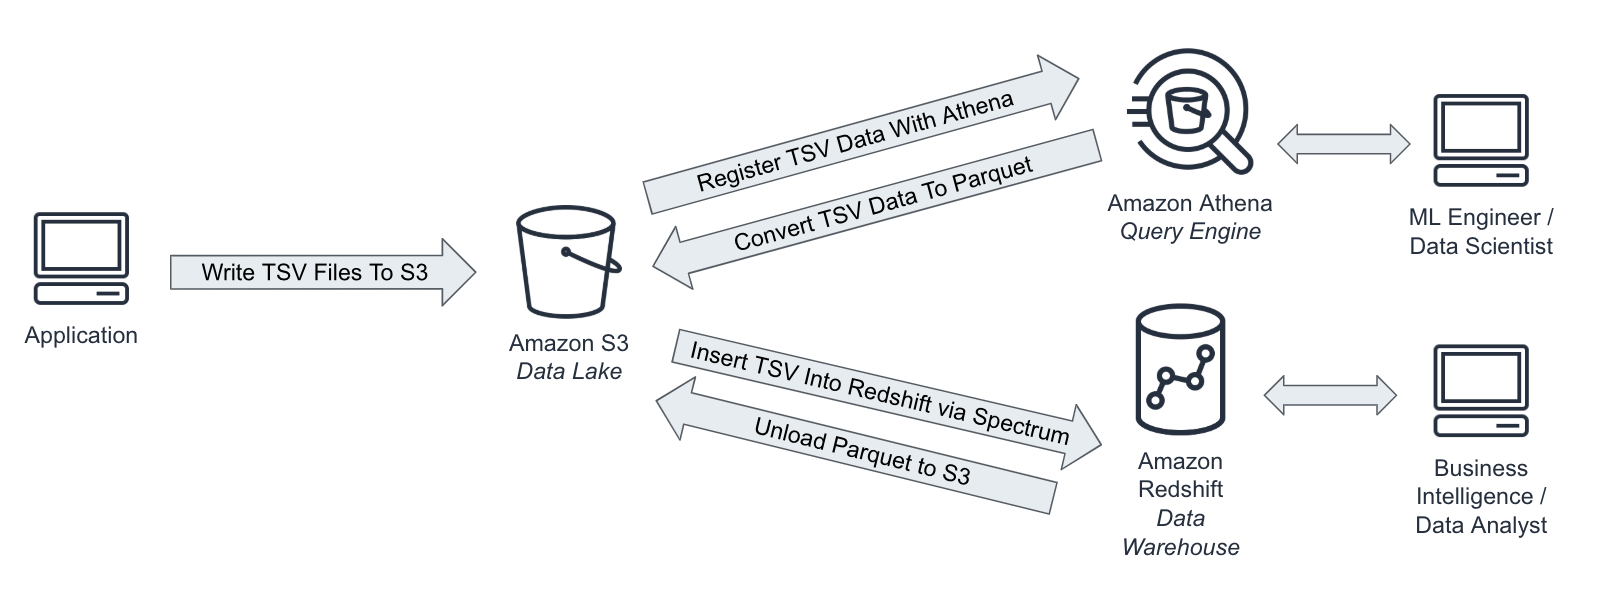 Application
Write TSV Files To S3
Amazon S3
Data Lake
Register TSV Data With Athena
Convert TSV Data To Parquet
Insert TSV Into Redshift via Spectrum
Unload Parquet to S3
Amazon Athena
Query Engine
ML Engineer /
Data Scientist
Amazon
Redshift
Data
Warehouse
Business
Intelligence /
Data Analyst